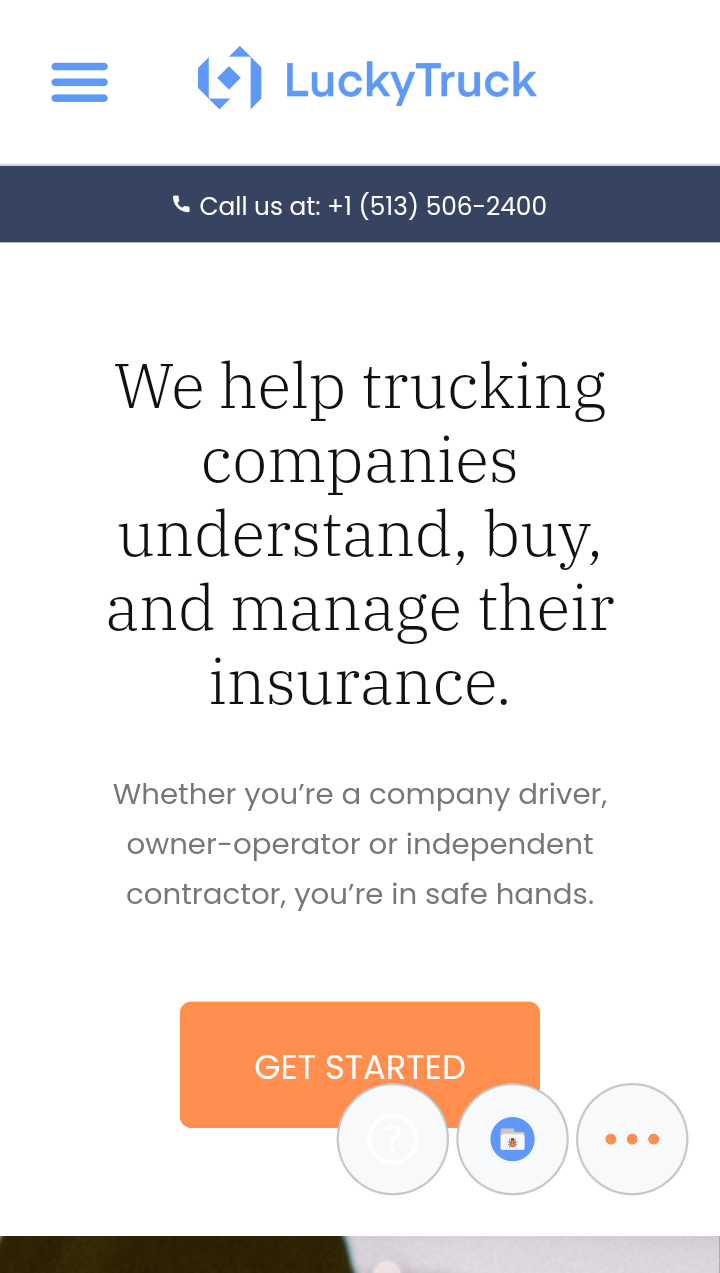 LuckyTruck
Call us at: +1 (513) 506-2400
We help trucking
companies
understand, buy,
and manage their
insurance.
Whether you’re a company driver,
owner-operator or independent
contractor, you’re in safe hands.
GET STARTED
?